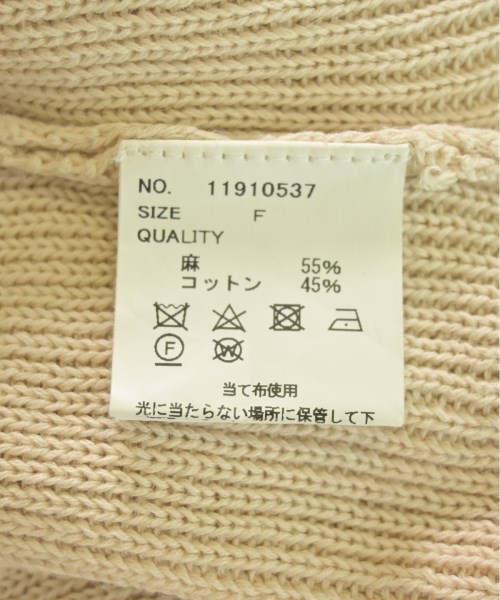 NO. 11910537
SIZE F
QUALITY
麻 55%
コットン 45%
F W
当て布使用
光に当たらない場所に保管して下